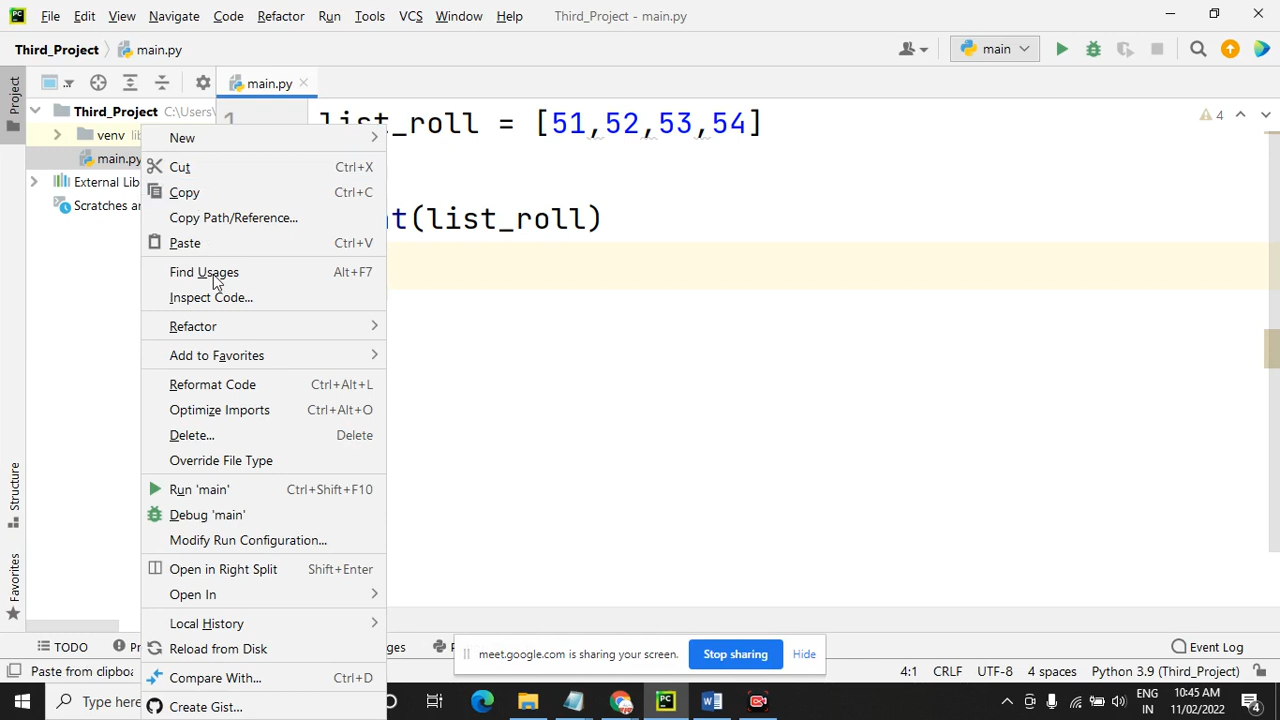 File Edit View Navigate Code Refactor Run Tools VCS Window Help Third_Project - main.py
Third_Project main.py main
Project
main.py
Third_Project C:\Users\
1
list_roll = [51,52,53,54]
4
venv lib
main.py
External Lib
Scratches an
t(list_roll)
New
Cut Ctrl+X
Copy Ctrl+C
Copy Path/Reference...
Paste Ctrl+V
Find Usages Alt+F7
Inspect Code...
Refactor
Add to Favorites
Reformat Code Ctrl+Alt+L
Optimize Imports Ctrl+Alt+O
Delete... Delete
Override File Type
Run 'main' Ctrl+Shift+F10
Debug 'main'
Modify Run Configuration...
Open in Right Split Shift+Enter
Open In
Local History
Reload from Disk
Compare With... Ctrl+D
Create Gist...
Structure
Favorites
TODO
meet.google.com is sharing your screen. Stop sharing Hide
Event Log
Paste from clipboa
4:1 CRLF UTF-8 4 spaces Python 3.9 (Third_Project)
Type here
ENG
IN
10:45 AM
11/02/2022
4